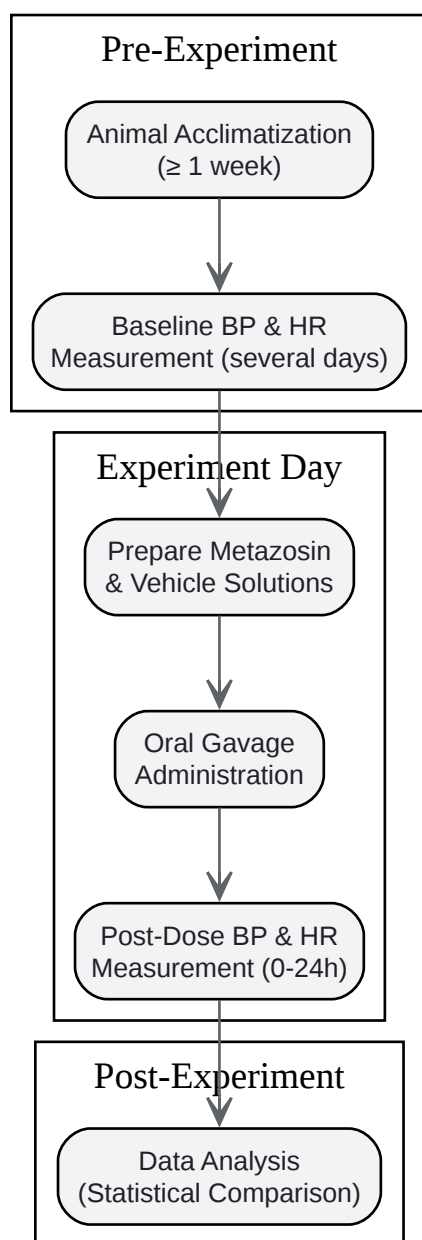 Pre-Experiment
Animal Acclimatization
(≥ 1 week)
Baseline BP & HR
Measurement (several days)
Experiment Day
Prepare Metazosin
& Vehicle Solutions
Oral Gavage
Administration
Post-Dose BP & HR
Measurement (0-24h)
Post-Experiment
Data Analysis
(Statistical Comparison)